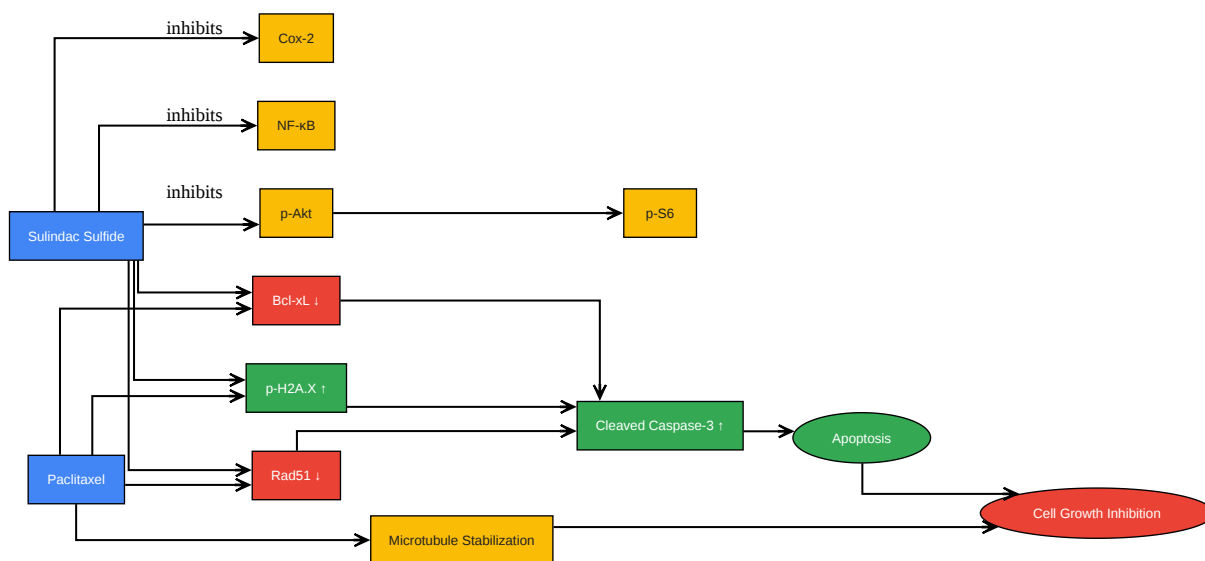 inhibits
Cox-2
inhibits
NF-κB
inhibits
p-Akt
p-S6
Sulindac Sulfide
Bcl-xL ↓
p-H2A.X ↑
Cleaved Caspase-3 ↑
Apoptosis
Paclitaxel
Rad51 ↓
Cell Growth Inhibition
Microtubule Stabilization